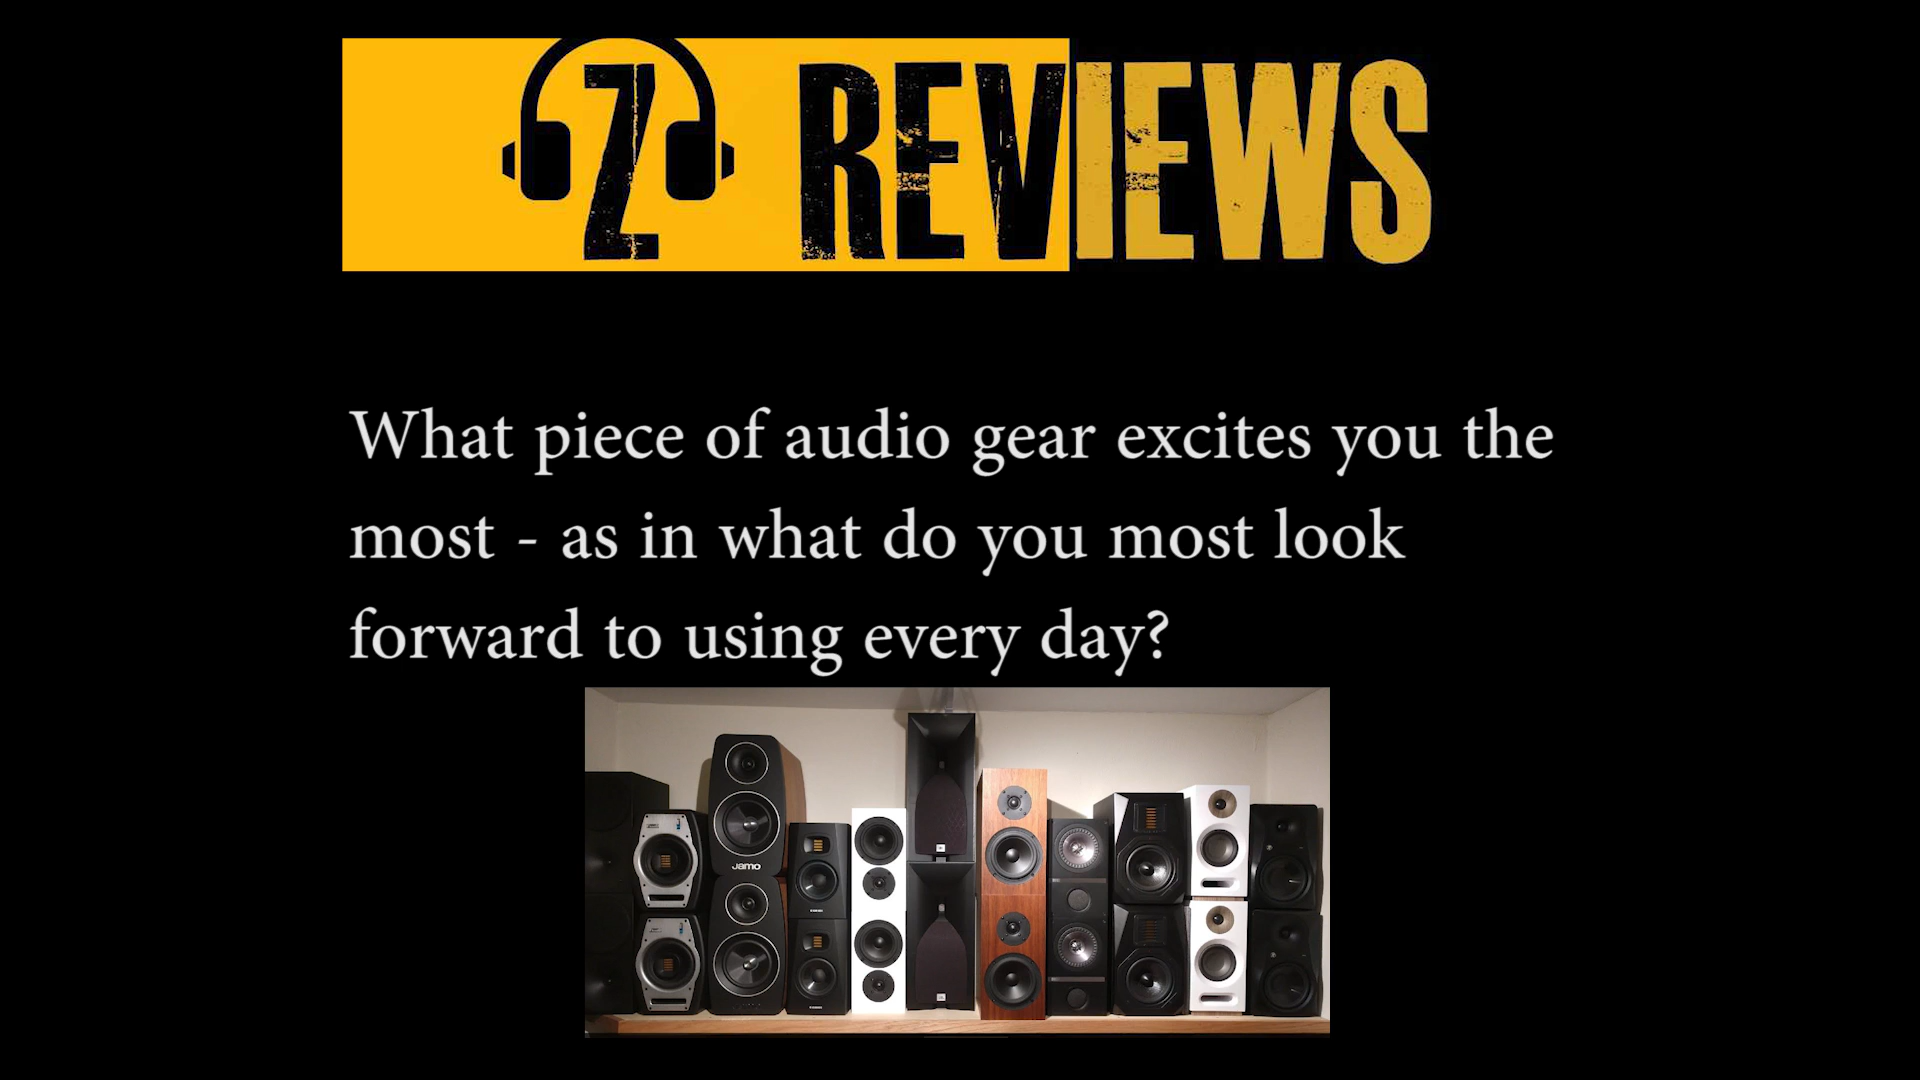 Z REVIEWS
What piece of audio gear excites you the
most - as in what do you most look
forward to using every day?
Jamo